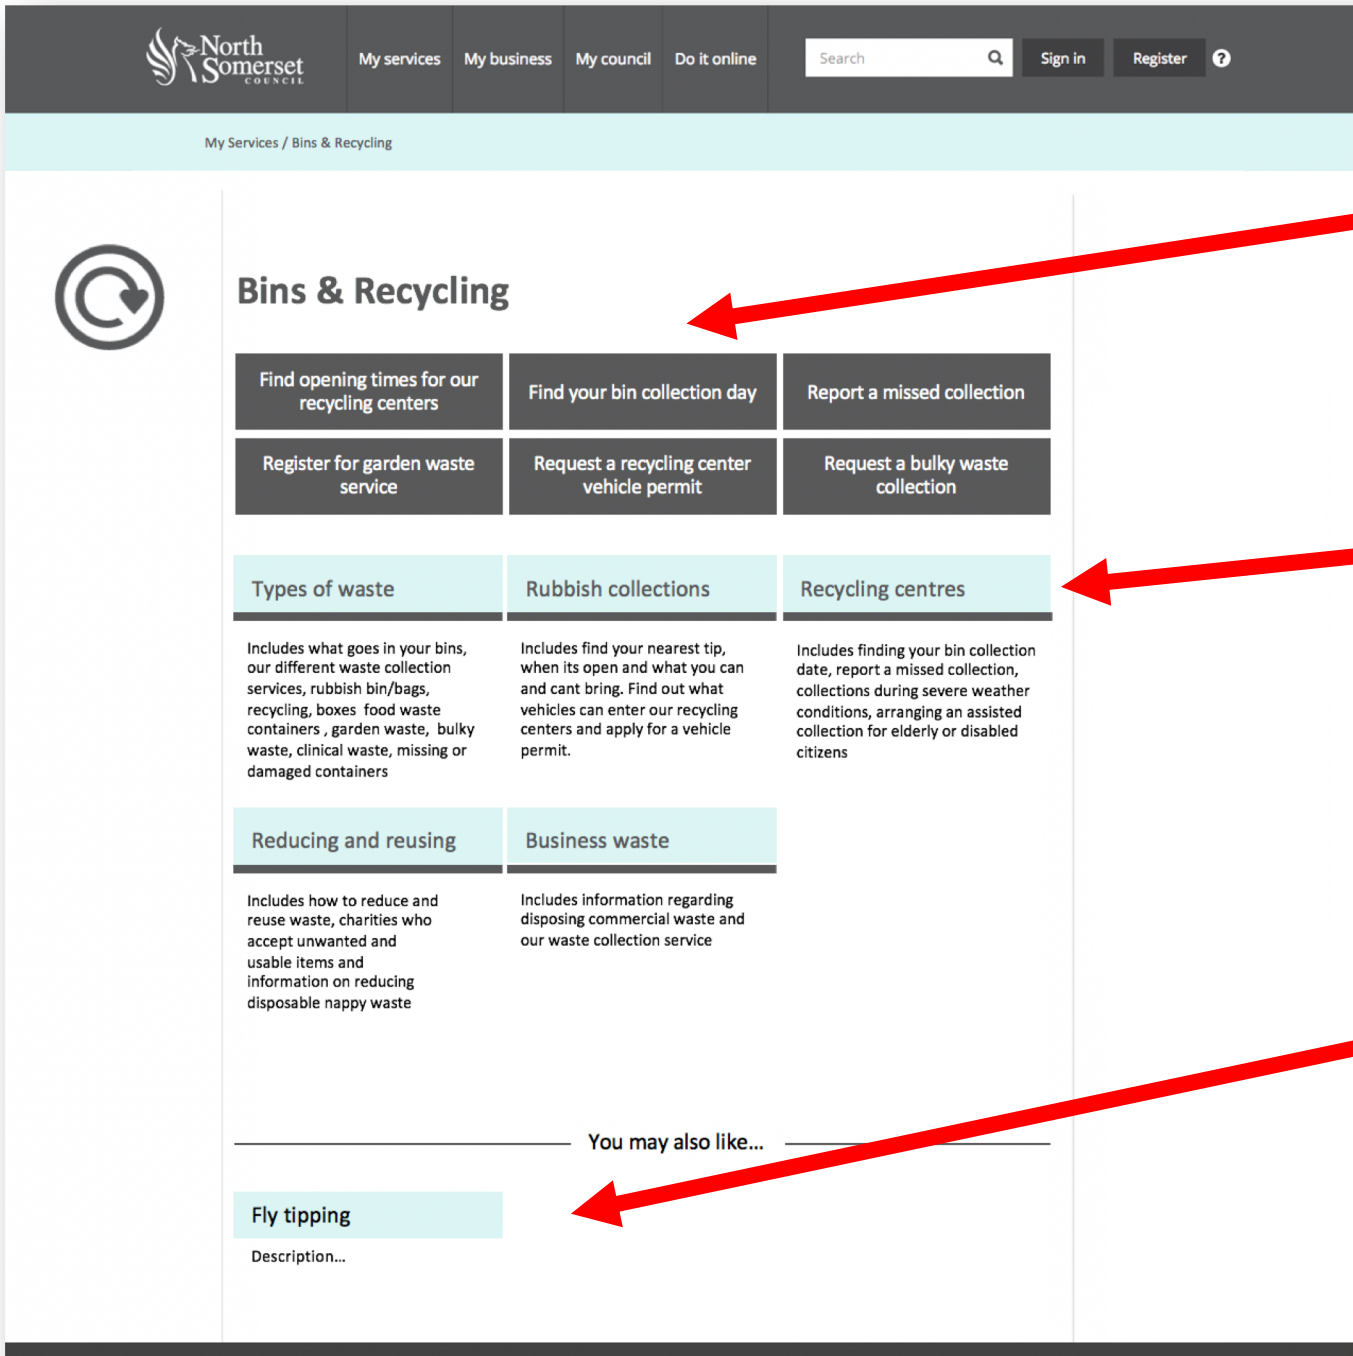 North
Somerset
COUNCIL
My services
My business
My council
Do it online
Search
Sign in
Register
?
My Services / Bins & Recycling
Bins & Recycling
Find opening times for our
recycling centers
Find your bin collection day
Report a missed collection
Register for garden waste
service
Request a recycling center
vehicle permit
Request a bulky waste
collection
Types of waste
Includes what goes in your bins,
our different waste collection
services, rubbish bin/bags,
recycling, boxes food waste
containers , garden waste, bulky
waste, clinical waste, missing or
damaged containers
Rubbish collections
Includes find your nearest tip,
when its open and what you can
and cant bring. Find out what
vehicles can enter our recycling
centers and apply for a vehicle
permit.
Recycling centres
Includes finding your bin collection
date, report a missed collection,
collections during severe weather
conditions, arranging an assisted
collection for elderly or disabled
citizens
Reducing and reusing
Includes how to reduce and
reuse waste, charities who
accept unwanted and
usable items and
information on reducing
disposable nappy waste
Business waste
Includes information regarding
disposing commercial waste and
our waste collection service
You may also like...
Fly tipping
Description...